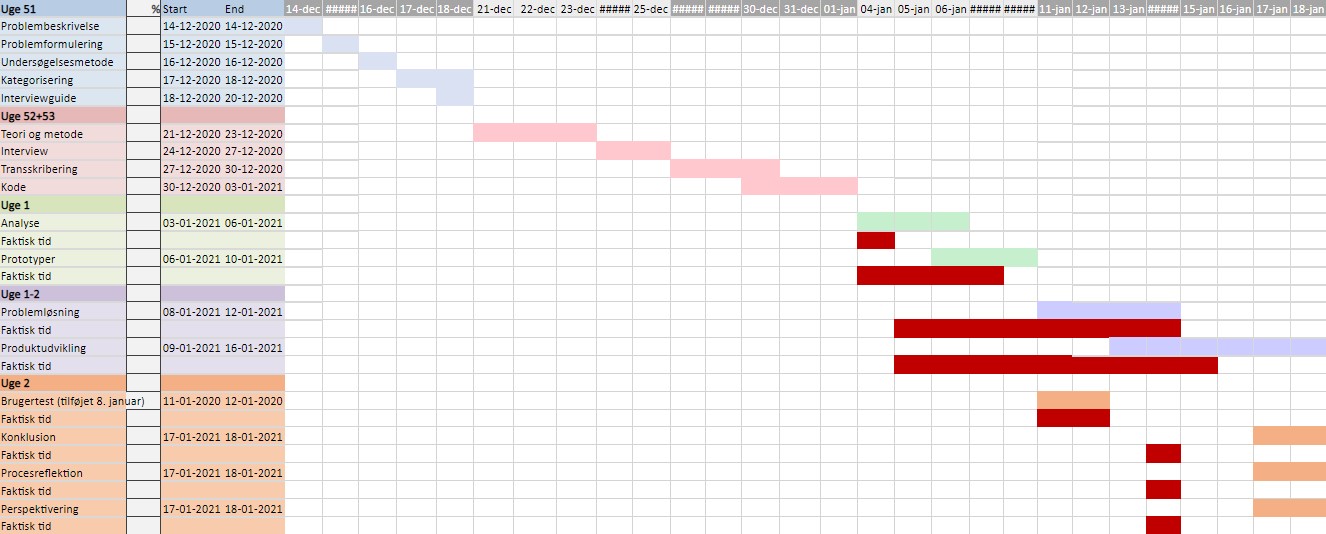 Uge 51 % Start End 14-dec ##### 16-dec 17-dec 18-dec 21-dec 22-dec 23-dec ##### 25-dec ##### ##### 30-dec 31-dec 01-jan 04-jan 05-jan 06-jan ##### ##### 11-jan 12-jan 13-jan ##### 15-jan 16-jan 17-jan 18-jan
Problembeskrivelse 14-12-2020 14-12-2020
Problemformulering 15-12-2020 15-12-2020
Undersøgelsesmetode 16-12-2020 16-12-2020
Kategorisering 17-12-2020 18-12-2020
Interviewguide 18-12-2020 20-12-2020
Uge 52+53
Teori og metode 21-12-2020 23-12-2020
Interview 24-12-2020 27-12-2020
Transskribering 27-12-2020 30-12-2020
Kode 30-12-2020 03-01-2021
Uge 1
Analyse 03-01-2021 06-01-2021
Faktisk tid
Prototyper 06-01-2021 10-01-2021
Faktisk tid
Uge 1-2
Problemløsning 08-01-2021 12-01-2021
Faktisk tid
Produktudvikling 09-01-2021 16-01-2021
Faktisk tid
Uge 2
Brugertest (tilføjet 8. januar) 11-01-2020 12-01-2020
Faktisk tid
Konklusion 17-01-2021 18-01-2021
Faktisk tid
Procesreflektion 17-01-2021 18-01-2021
Faktisk tid
Perspektivering 17-01-2021 18-01-2021
Faktisk tid